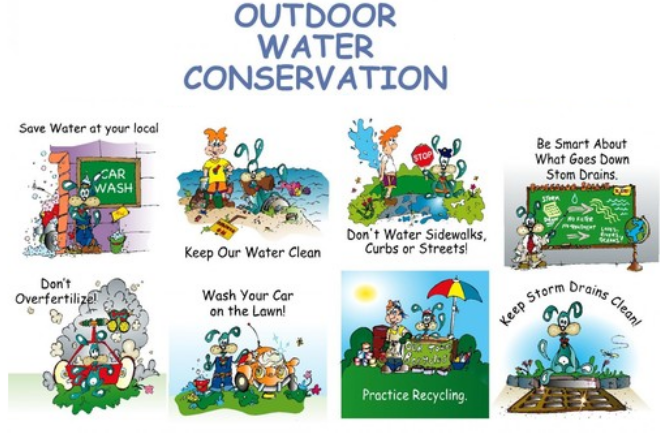 OUTDOOR
WATER
CONSERVATION
Save Water at your local
CAR
WASH
Keep Our Water Clean
STOP
Don't Water Sidewalks,
Curbs or Streets!
Be Smart About
What Goes Down
Stom Drains.
STORM
Don't
Overfertilize!
Wash Your Car
on the Lawn!
Practice Recycling.
Keep Storm Drains Clean!